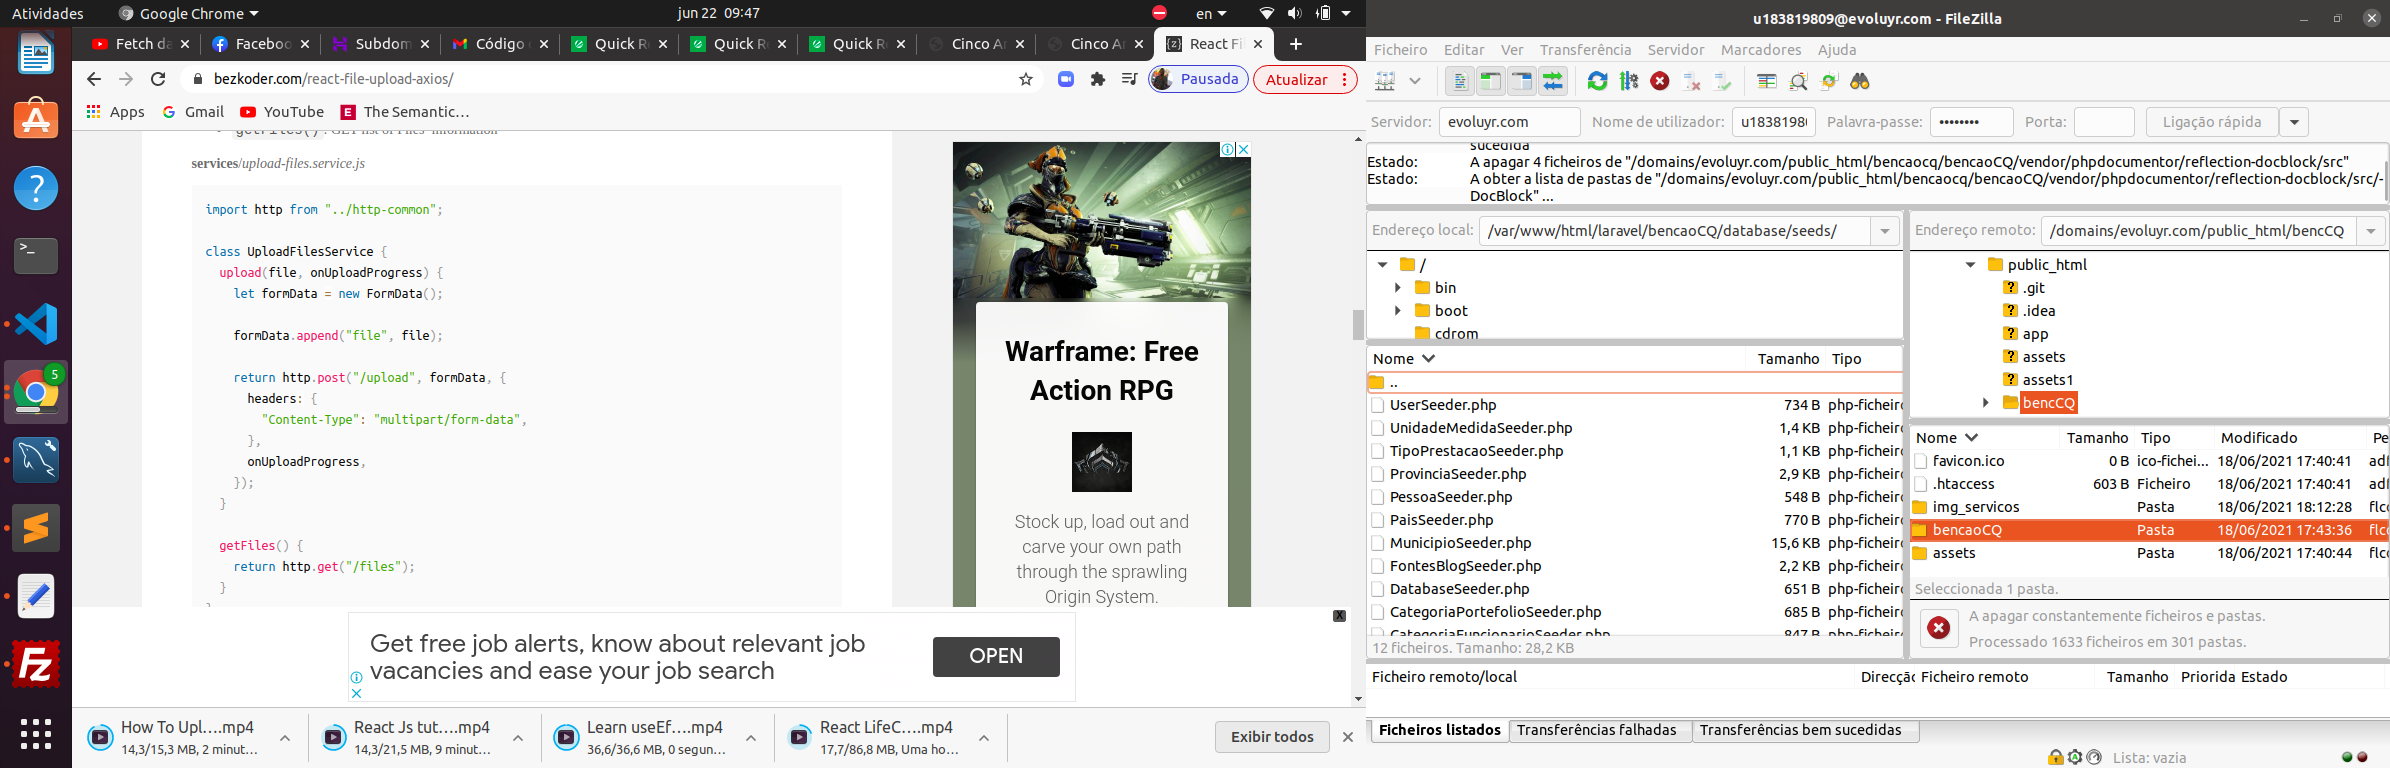 Atividades
Google Chrome
jun 22 09:47
en
Fetch da
Faceboo
Subdom
Código
Quick R
Quick R
Quick R
Cinco Ar
Cinco Ar
React Fi
bezkoder.com/react-file-upload-axios/
Pausada
Atualizar
Apps
Gmail
YouTube
The Semantic...
getFiles() : GET list of Files' information
services/upload-files.service.js
import http from "../http-common";
class UploadFilesService {
upload(file, onUploadProgress) {
let formData = new FormData();
formData.append("file", file);
return http.post("/upload", formData, {
headers: {
"Content-Type": "multipart/form-data",
},
onUploadProgress,
});
}
getFiles() {
return http.get("/files");
}
Warframe: Free
Action RPG
Stock up, load out and
carve your own path
through the sprawling
Origin System.
Get free job alerts, know about relevant job
vacancies and ease your job search
OPEN
X
5
How To Upl....mp4
14,3/15,3 MB, 2 minut...
React Js tut....mp4
14,3/21,5 MB, 9 minut...
Learn useEf....mp4
36,6/36,6 MB, 0 segun...
React LifeC....mp4
17,7/86,8 MB, Uma ho...
Exibir todos
u183819809@evoluyr.com - FileZilla
Ficheiro Editar Ver Transferência Servidor Marcadores Ajuda
Servidor: evoluyr.com Nome de utilizador: u1838198 Palavra-passe: •••••••• Porta: Ligação rápida
sucedida
Estado: A apagar 4 ficheiros de "/domains/evoluyr.com/public_html/bencaocq/bencaoCQ/vendor/phpdocumentor/reflection-docblock/src"
Estado: A obter a lista de pastas de "/domains/evoluyr.com/public_html/bencaocq/bencaoCQ/vendor/phpdocumentor/reflection-docblock/src/-
DocBlock" ...
Endereço local: /var/www/html/laravel/bencaoCQ/database/seeds/
/
bin
boot
cdrom
Nome Tamanho Tipo
..
UserSeeder.php 734 B php-ficheiro
UnidadeMedidaSeeder.php 1,4 KB php-ficheiro
TipoPrestacaoSeeder.php 1,1 KB php-ficheiro
ProvinciaSeeder.php 2,9 KB php-ficheiro
PessoaSeeder.php 548 B php-ficheiro
PaisSeeder.php 770 B php-ficheiro
MunicipioSeeder.php 15,6 KB php-ficheiro
FontesBlogSeeder.php 2,2 KB php-ficheiro
DatabaseSeeder.php 651 B php-ficheiro
CategoriaPortefolioSeeder.php 685 B php-ficheiro
CategoriaFuncionarioSeeder.php 847 B php-ficheiro
12 ficheiros. Tamanho: 28,2 KB
Endereço remoto: /domains/evoluyr.com/public_html/bencCQ
public_html
.git
.idea
app
assets
assets1
bencCQ
Nome Tamanho Tipo Modificado Pe
favicon.ico 0 B ico-fichei... 18/06/2021 17:40:41 adf
.htaccess 603 B Ficheiro 18/06/2021 17:40:41 adf
img_servicos Pasta 18/06/2021 18:12:28 flc
bencaoCQ Pasta 18/06/2021 17:43:36 flc
assets Pasta 18/06/2021 17:40:44 flc
Seleccionada 1 pasta.
A apagar constantemente ficheiros e pastas.
Processado 1633 ficheiros em 301 pastas.
Ficheiro remoto/local Direcçã Ficheiro remoto Tamanho Priorida Estado
Ficheiros listados Transferências falhadas Transferências bem sucedidas
Lista: vazia